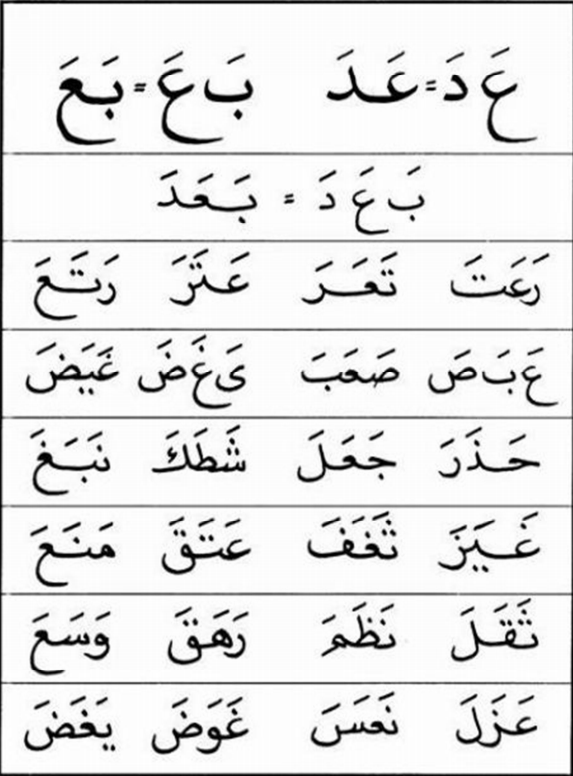 عَ دَ = عَدَ بَ عَ = بَعَ
بَ عَ دَ = بَعَدَ
رَعَتَ تَعَرَ عَتَرَ رَتَعَ
عَ بَ صَ صَعَبَ يَ غَ ضَ غَيَضَ
حَذَرَ جَعَلَ شَطَكَ نَبَغَ
غَيَزَ ثَغَفَ عَتَقَ مَنَعَ
ثَقَلَ نَظَمَ رَهَقَ وَسَعَ
عَزَلَ نَعَسَ غَوَضَ يَغَضَ